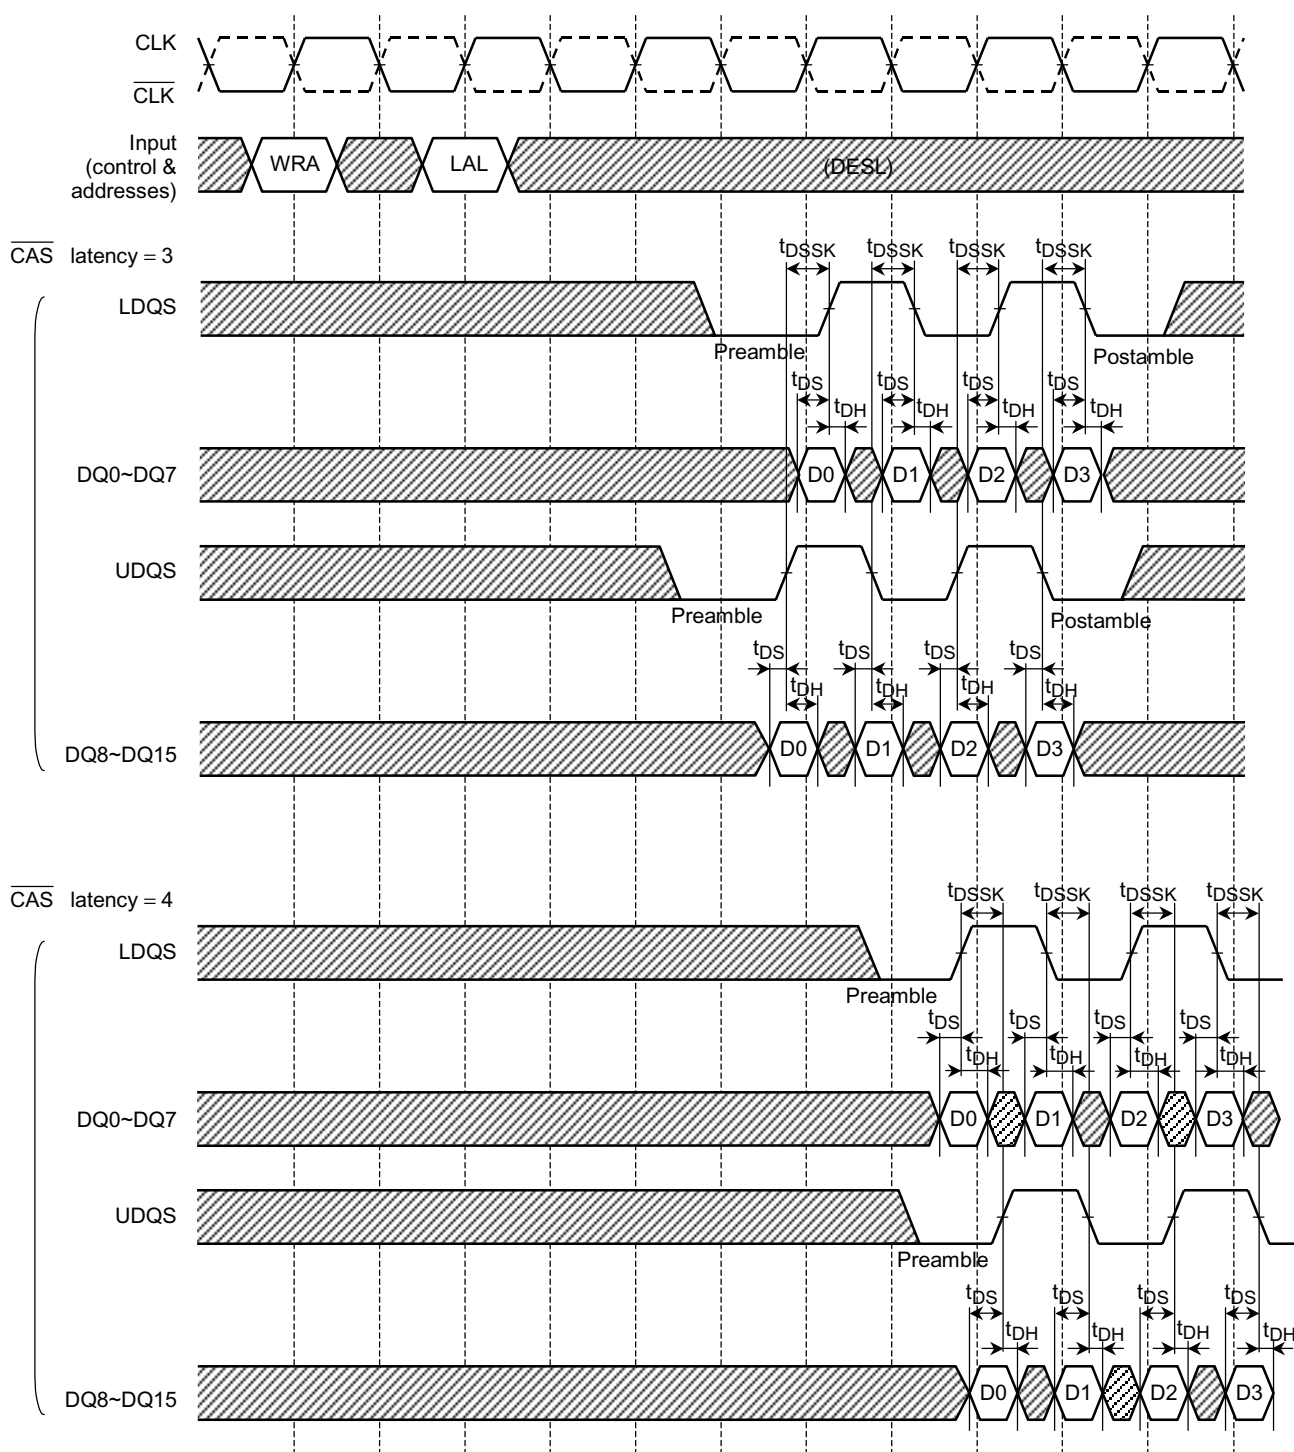 CLK
CLK
Input
(control &
addresses)
WRA
LAL
(DESL)
CAS latency = 3
tDSSK tDSSK tDSSK tDSSK
LDQS
Preamble
Postamble
tDS tDS tDS tDS
tDH tDH tDH tDH
DQ0~DQ7
D0 D1 D2 D3
UDQS
Preamble
Postamble
tDS tDS tDS tDS
tDH tDH tDH tDH
DQ8~DQ15
D0 D1 D2 D3
CAS latency = 4
tDSSK tDSSK tDSSK tDSSK
LDQS
Preamble
tDS tDS tDS tDS
tDH tDH tDH tDH
DQ0~DQ7
D0 D1 D2 D3
UDQS
Preamble
tDS tDS tDS tDS
tDH tDH tDH tDH
DQ8~DQ15
D0 D1 D2 D3